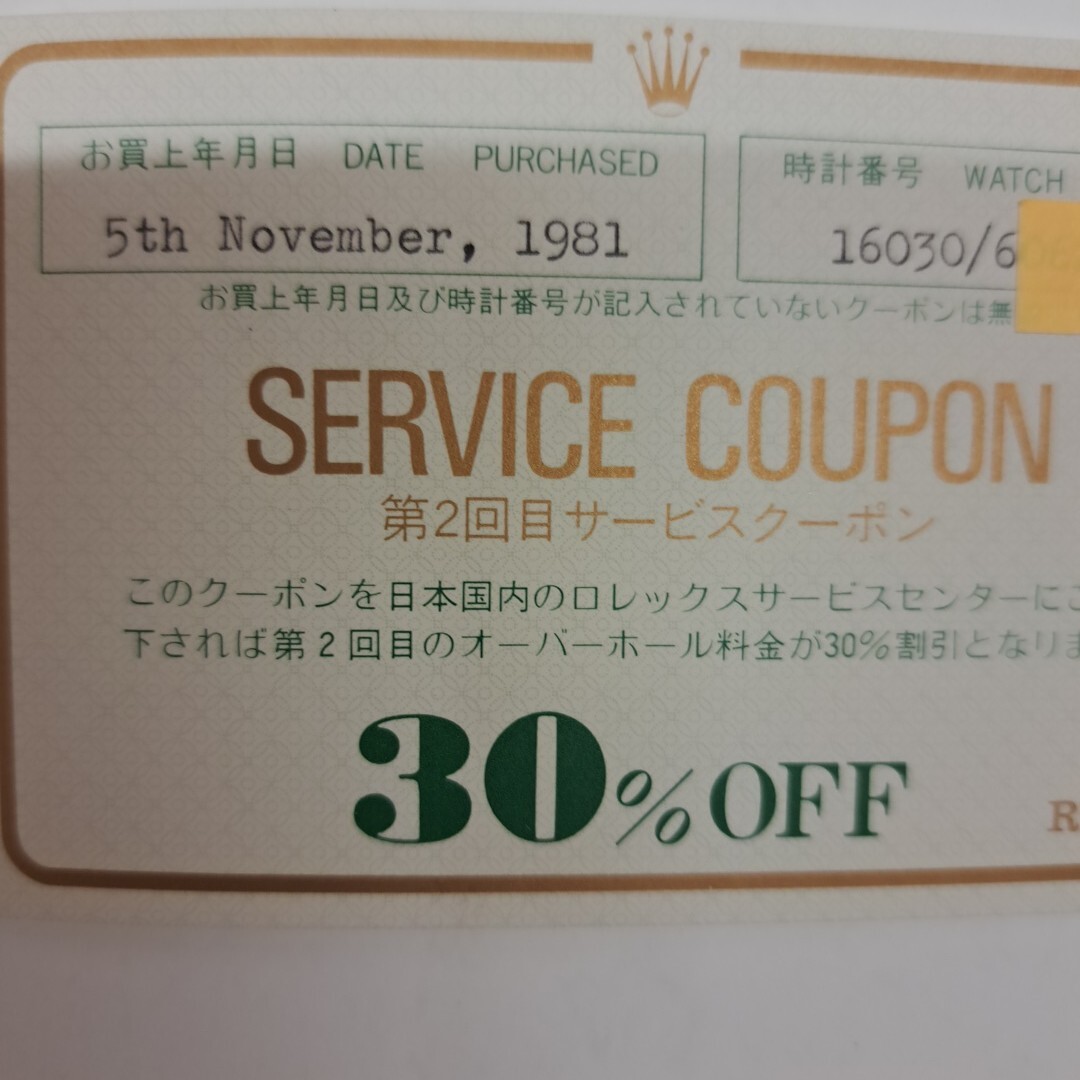 お買上年月日 DATE PURCHASED
5th November, 1981
時計番号 WATCH
16030/6
お買上年月日及び時計番号が記入されていないクーポンは無
SERVICE COUPON
第2回目サービスクーポン
このクーポンを日本国内のロレックスサービスセンターにご
下されば第2回目のオーバーホール料金が30%割引となりま
30% OFF
R